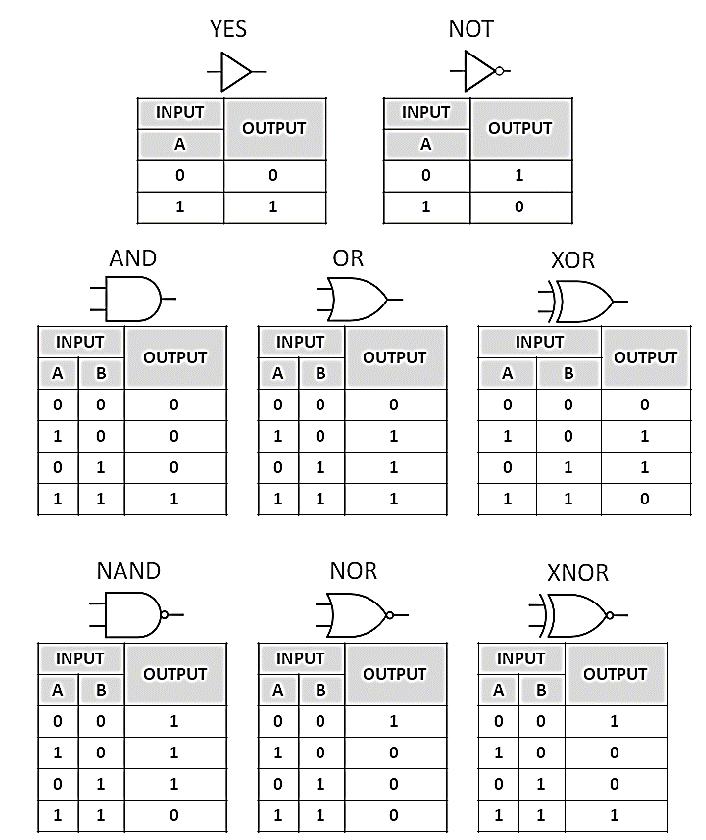 YES NOT
INPUT OUTPUT INPUT OUTPUT
A A
0 0 0 1
1 1 1 0
AND OR XOR
INPUT OUTPUT INPUT OUTPUT INPUT OUTPUT
A B A B A B
0 0 0 0 0 0 0 0 0
1 0 0 1 0 1 1 0 1
0 1 0 0 1 1 0 1 1
1 1 1 1 1 1 1 1 0
NAND NOR XNOR
INPUT OUTPUT INPUT OUTPUT INPUT OUTPUT
A B A B A B
0 0 1 0 0 1 0 0 1
1 0 1 1 0 0 1 0 0
0 1 1 0 1 0 0 1 0
1 1 0 1 1 0 1 1 1